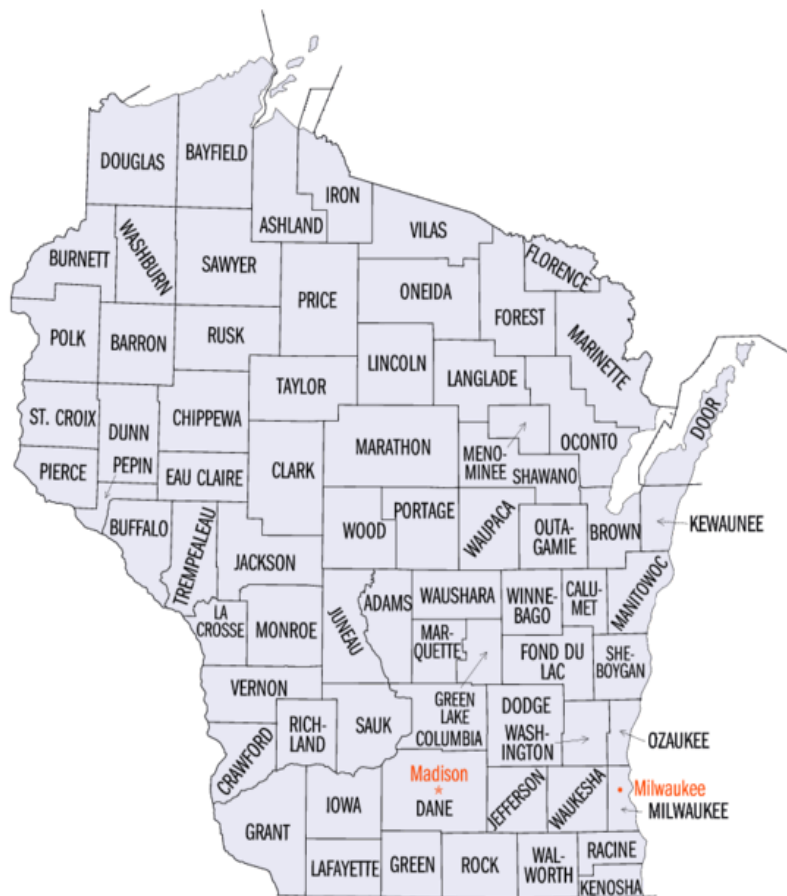 DOUGLAS
BAYFIELD
IRON
ASHLAND
VILAS
BURNETT
WASHBURN
SAWYER
FLORENCE
PRICE
ONEIDA
FOREST
POLK
BARRON
RUSK
MARINETTE
LINCOLN
LANGLADE
TAYLOR
ST. CROIX
DUNN
CHIPPEWA
DOOR
MARATHON
OCONTO
PIERCE
PEPIN
EAU CLAIRE
CLARK
MENO-
MINEE
SHAWANO
BUFFALO
TREMPEALEAU
WOOD
PORTAGE
WAUPACA
OUTA-
GAMIE
BROWN
KEWAUNEE
JACKSON
LA
CROSSE
MONROE
JUNEAU
ADAMS
WAUSHARA
WINNE-
BAGO
CALU-
MET
MANITOWOC
MAR-
QUETTE
FOND DU
LAC
SHE-
BOYGAN
VERNON
GREEN
LAKE
DODGE
CRAWFORD
RICH-
LAND
SAUK
COLUMBIA
WASH-
INGTON
OZAUKEE
Madison
DANE
JEFFERSON
WAUKESHA
Milwaukee
MILWAUKEE
GRANT
IOWA
LAFAYETTE
GREEN
ROCK
WAL-
WORTH
RACINE
KENOSHA